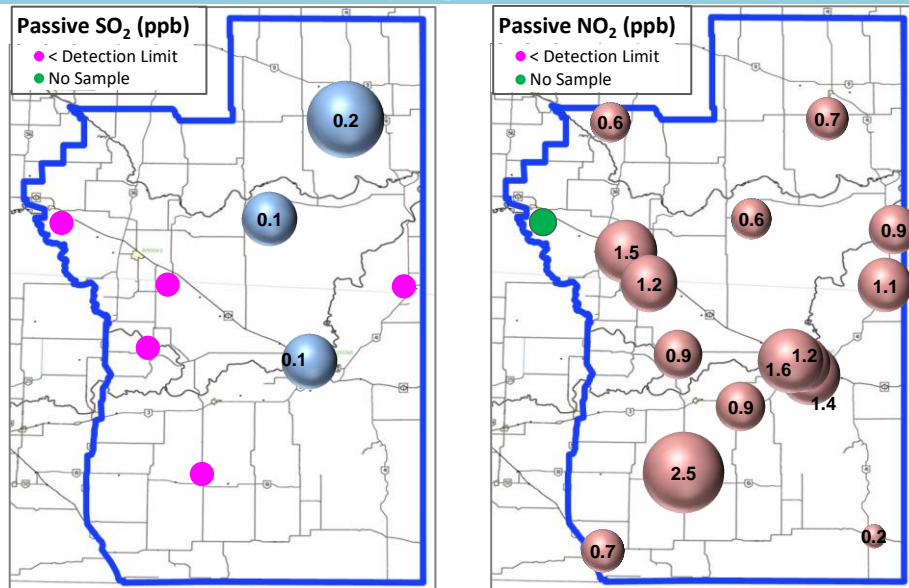 Passive SO₂ (ppb)
< Detection Limit
No Sample
0.2
0.1
BROOKS
0.1
Passive NO₂ (ppb)
< Detection Limit
No Sample
0.6
0.7
0.6
0.9
1.5
1.2
1.1
0.9
1.2
1.6
1.4
0.9
2.5
0.2
0.7